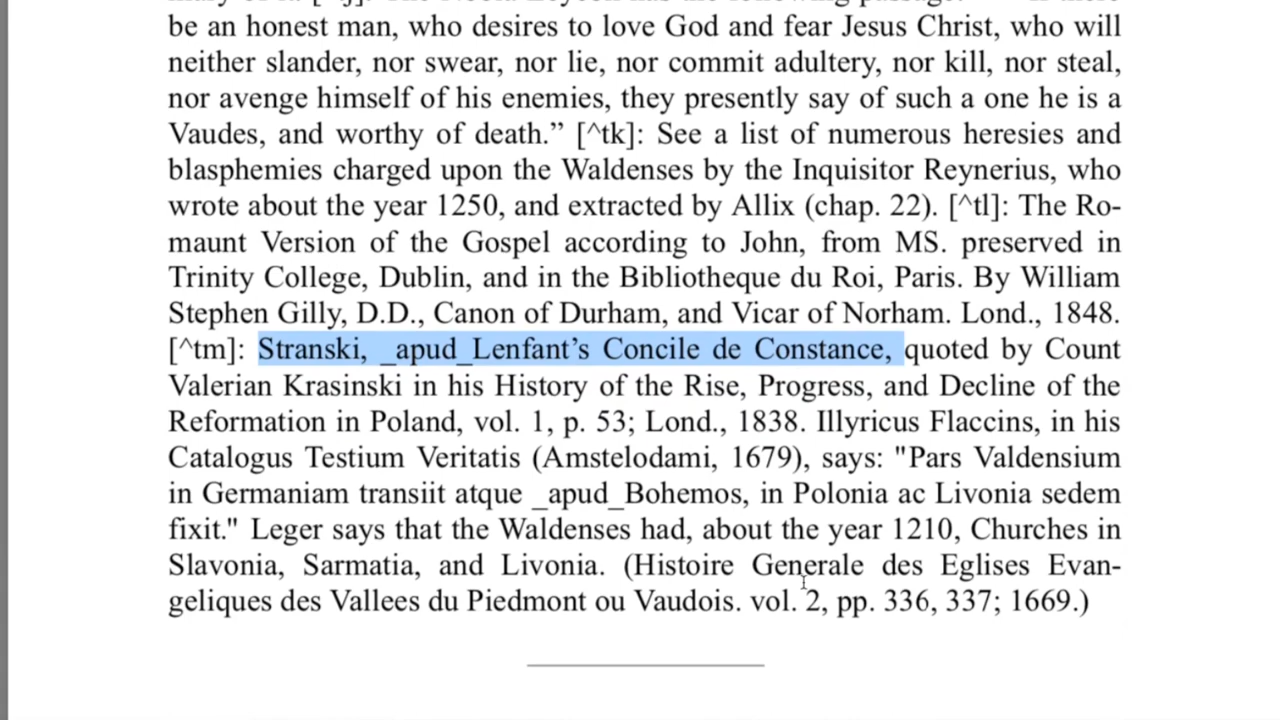 be an honest man, who desires to love God and fear Jesus Christ, who will
neither slander, nor swear, nor lie, nor commit adultery, nor kill, nor steal,
nor avenge himself of his enemies, they presently say of such a one he is a
Vaudes, and worthy of death.” [^tk]: See a list of numerous heresies and
blasphemies charged upon the Waldenses by the Inquisitor Reynerius, who
wrote about the year 1250, and extracted by Allix (chap. 22). [^tl]: The Ro-
maunt Version of the Gospel according to John, from MS. preserved in
Trinity College, Dublin, and in the Bibliotheque du Roi, Paris. By William
Stephen Gilly, D.D., Canon of Durham, and Vicar of Norham. Lond., 1848.
[^tm]: Stranski, _apud_Lenfant’s Concile de Constance, quoted by Count
Valerian Krasinski in his History of the Rise, Progress, and Decline of the
Reformation in Poland, vol. 1, p. 53; Lond., 1838. Illyricus Flaccins, in his
Catalogus Testium Veritatis (Amstelodami, 1679), says: "Pars Valdensium
in Germaniam transiit atque _apud_Bohemos, in Polonia ac Livonia sedem
fixit." Leger says that the Waldenses had, about the year 1210, Churches in
Slavonia, Sarmatia, and Livonia. (Histoire Generale des Eglises Evan-
geliques des Vallees du Piedmont ou Vaudois. vol. 2, pp. 336, 337; 1669.)